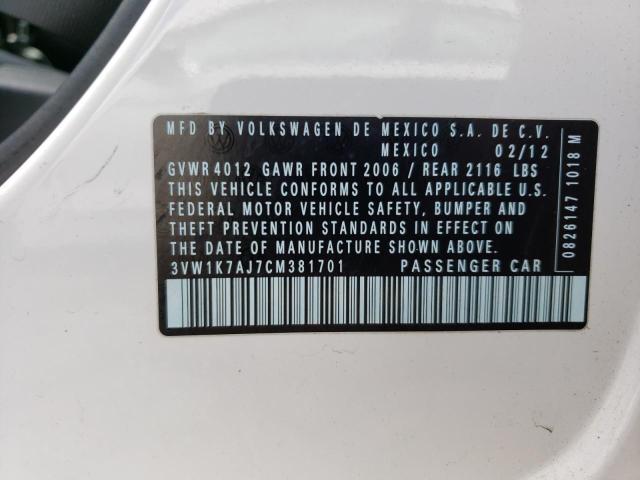 MFD BY VOLKSWAGEN DE MEXICO S.A. DE C.V.
MEXICO 02/12
GVWR 4012 GAWR FRONT 2006 / REAR 2116 LBS
THIS VEHICLE CONFORMS TO ALL APPLICABLE U.S.
FEDERAL MOTOR VEHICLE SAFETY, BUMPER AND
THEFT PREVENTION STANDARDS IN EFFECT ON
THE DATE OF MANUFACTURE SHOWN ABOVE.
3VW1K7AJ7CM381701 PASSENGER CAR
0826147 1018 M